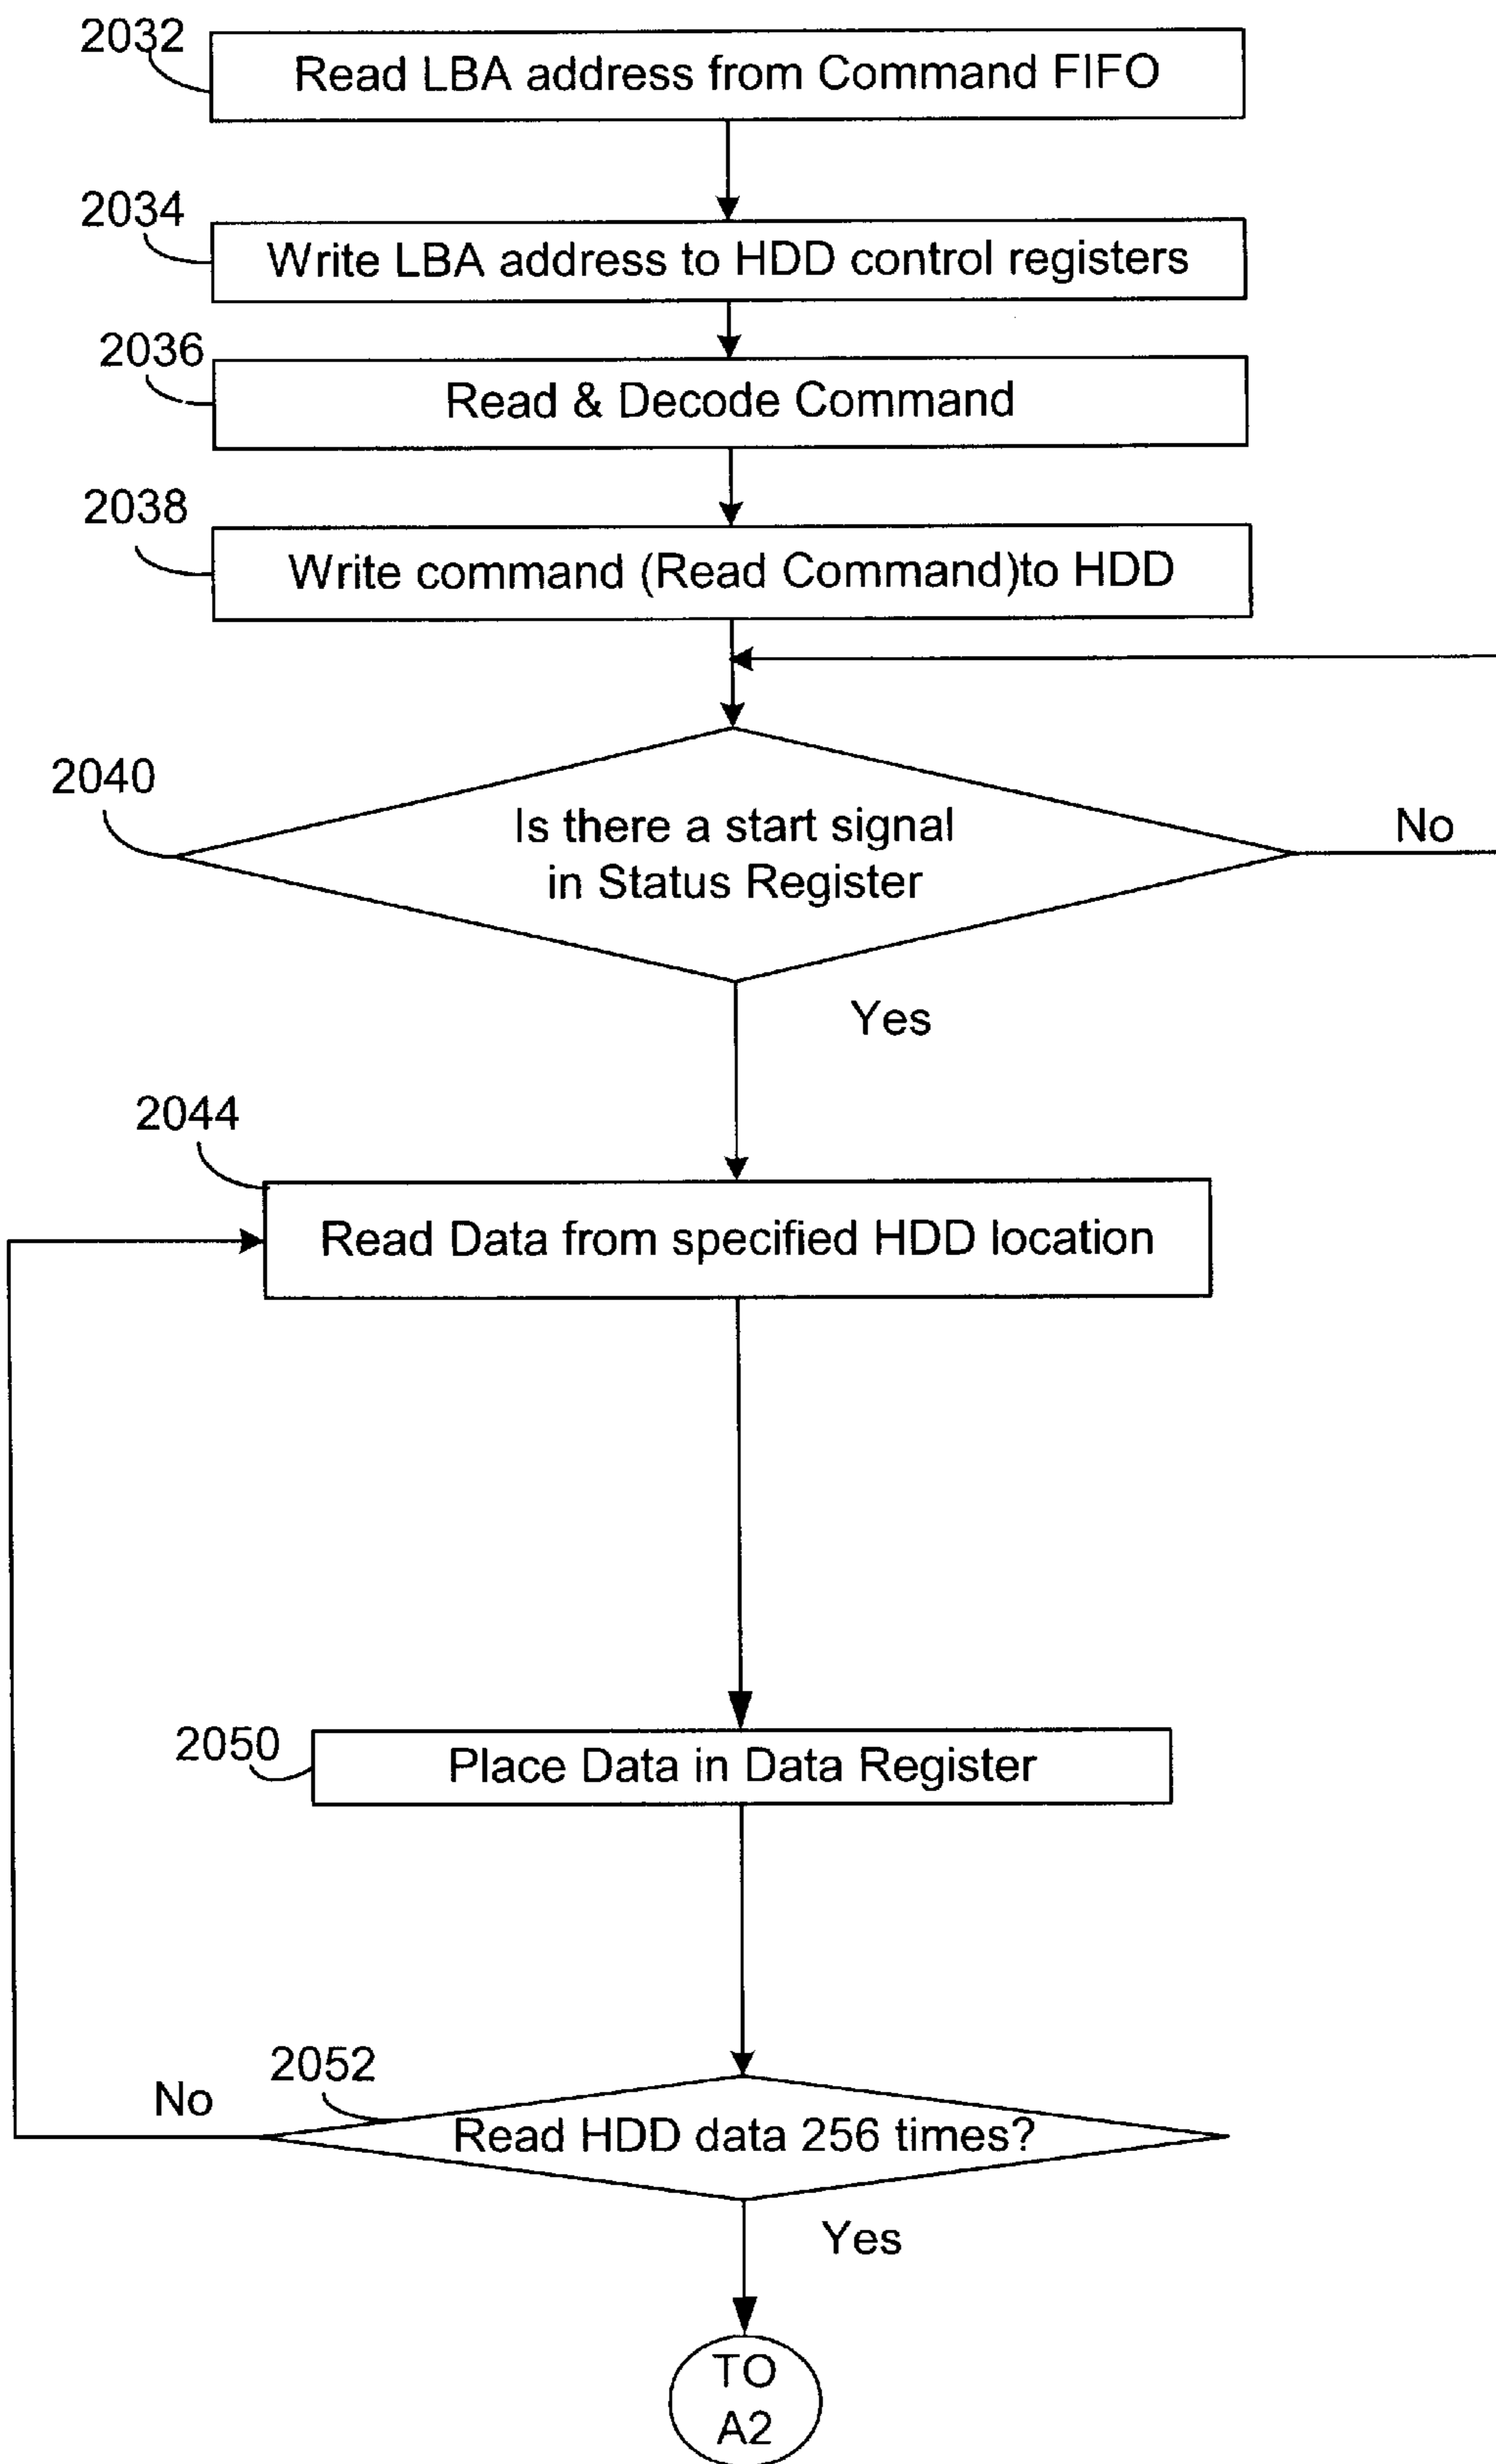 2032
Read LBA address from Command FIFO
2034
Write LBA address to HDD control registers
2036
Read & Decode Command
2038
Write command (Read Command)to HDD
2040
Is there a start signal
in Status Register
No
Yes
2044
Read Data from specified HDD location
2050
Place Data in Data Register
2052
No
Read HDD data 256 times?
Yes
TO
A2